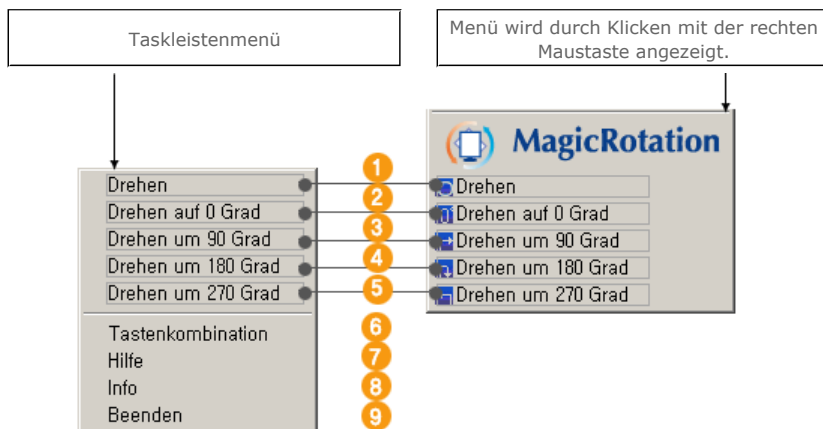 Taskleistenmenü
Menü wird durch Klicken mit der rechten
Maustaste angezeigt.
MagicRotation
Drehen
1
Drehen
Drehen auf 0 Grad
2
Drehen auf 0 Grad
Drehen um 90 Grad
3
Drehen um 90 Grad
Drehen um 180 Grad
4
Drehen um 180 Grad
Drehen um 270 Grad
5
Drehen um 270 Grad
Tastenkombination
6
Hilfe
7
Info
8
Beenden
9